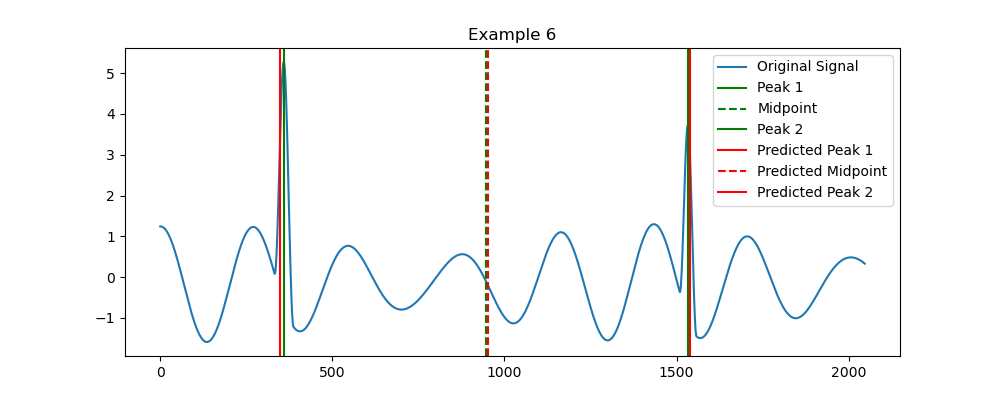 Example 6
5
4
3
2
1
0
−1
0
500
1000
1500
2000
Original Signal
Peak 1
Midpoint
Peak 2
Predicted Peak 1
Predicted Midpoint
Predicted Peak 2